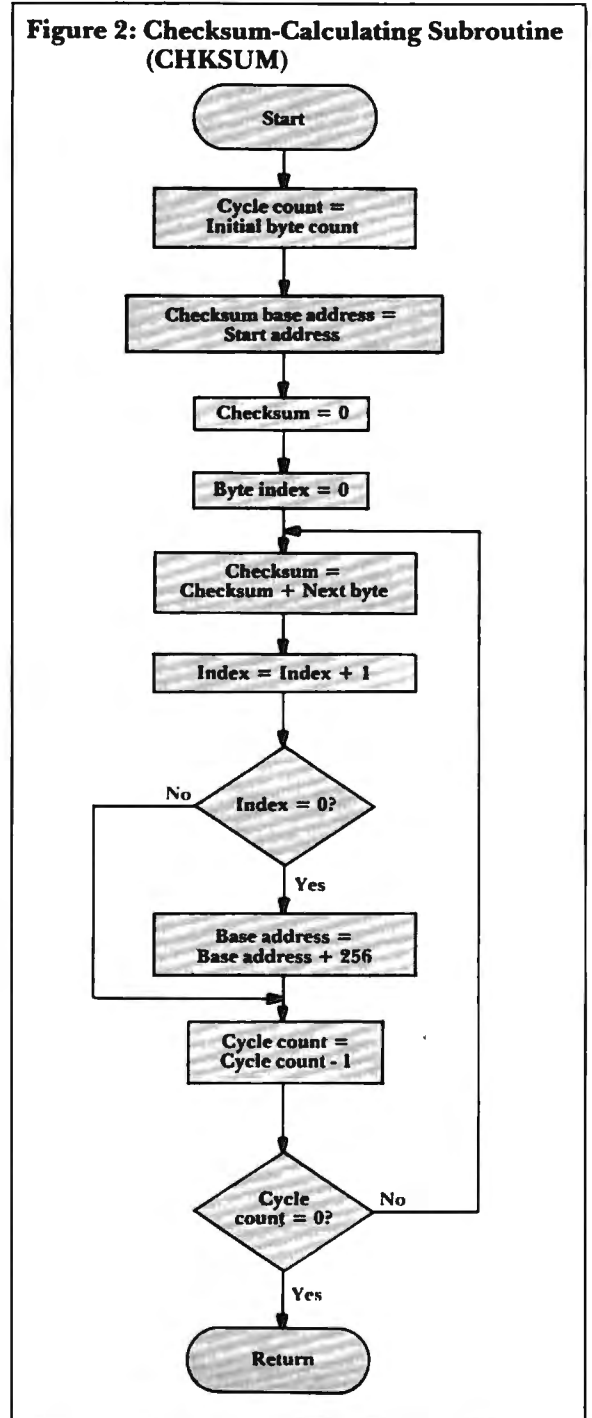 Figure 2: Checksum-Calculating Subroutine
(CHKSUM)
Start
Cycle count =
Initial byte count
Checksum base address =
Start address
Checksum = 0
Byte index = 0
Checksum =
Checksum + Next byte
Index = Index + 1
No
Index = 0?
Yes
Base address =
Base address + 256
Cycle count =
Cycle count - 1
Cycle
count = 0?
No
Yes
Return